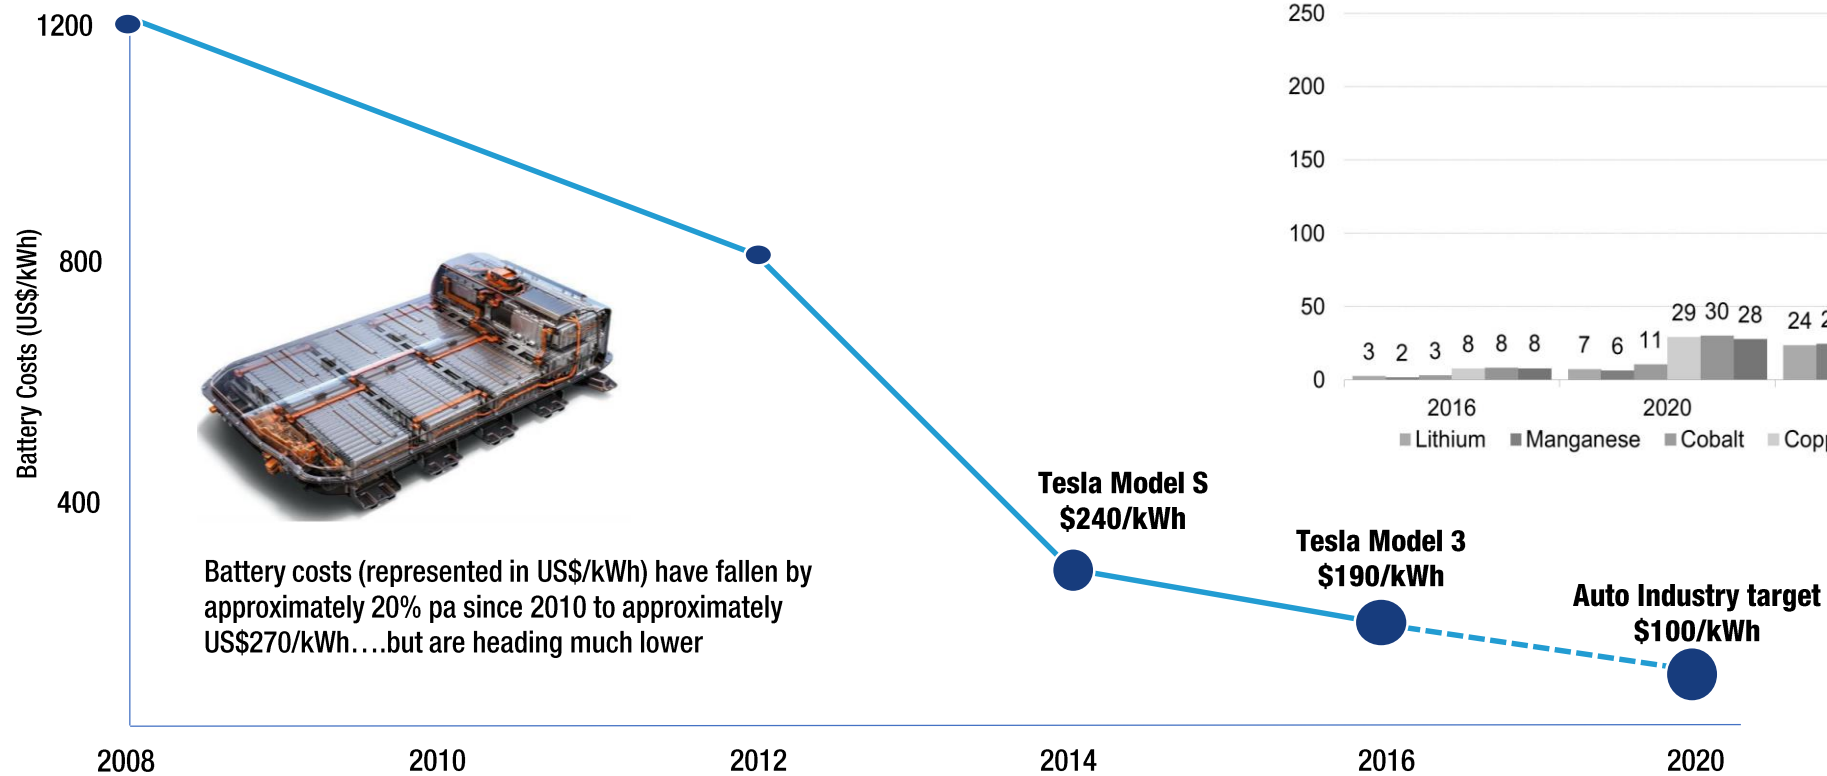 1200
800
400
Battery Costs (US$/kWh)
Battery costs (represented in US$/kWh) have fallen by
approximately 20% pa since 2010 to approximately
US$270/kWh….but are heading much lower
Tesla Model S
$240/kWh
Tesla Model 3
$190/kWh
Auto Industry target
$100/kWh
2008 2010 2012 2014 2016 2020
250
200
150
100
50
0
3 2 3 8 8 8 7 6 11 29 30 28 24
2016 2020
Lithium Manganese Cobalt